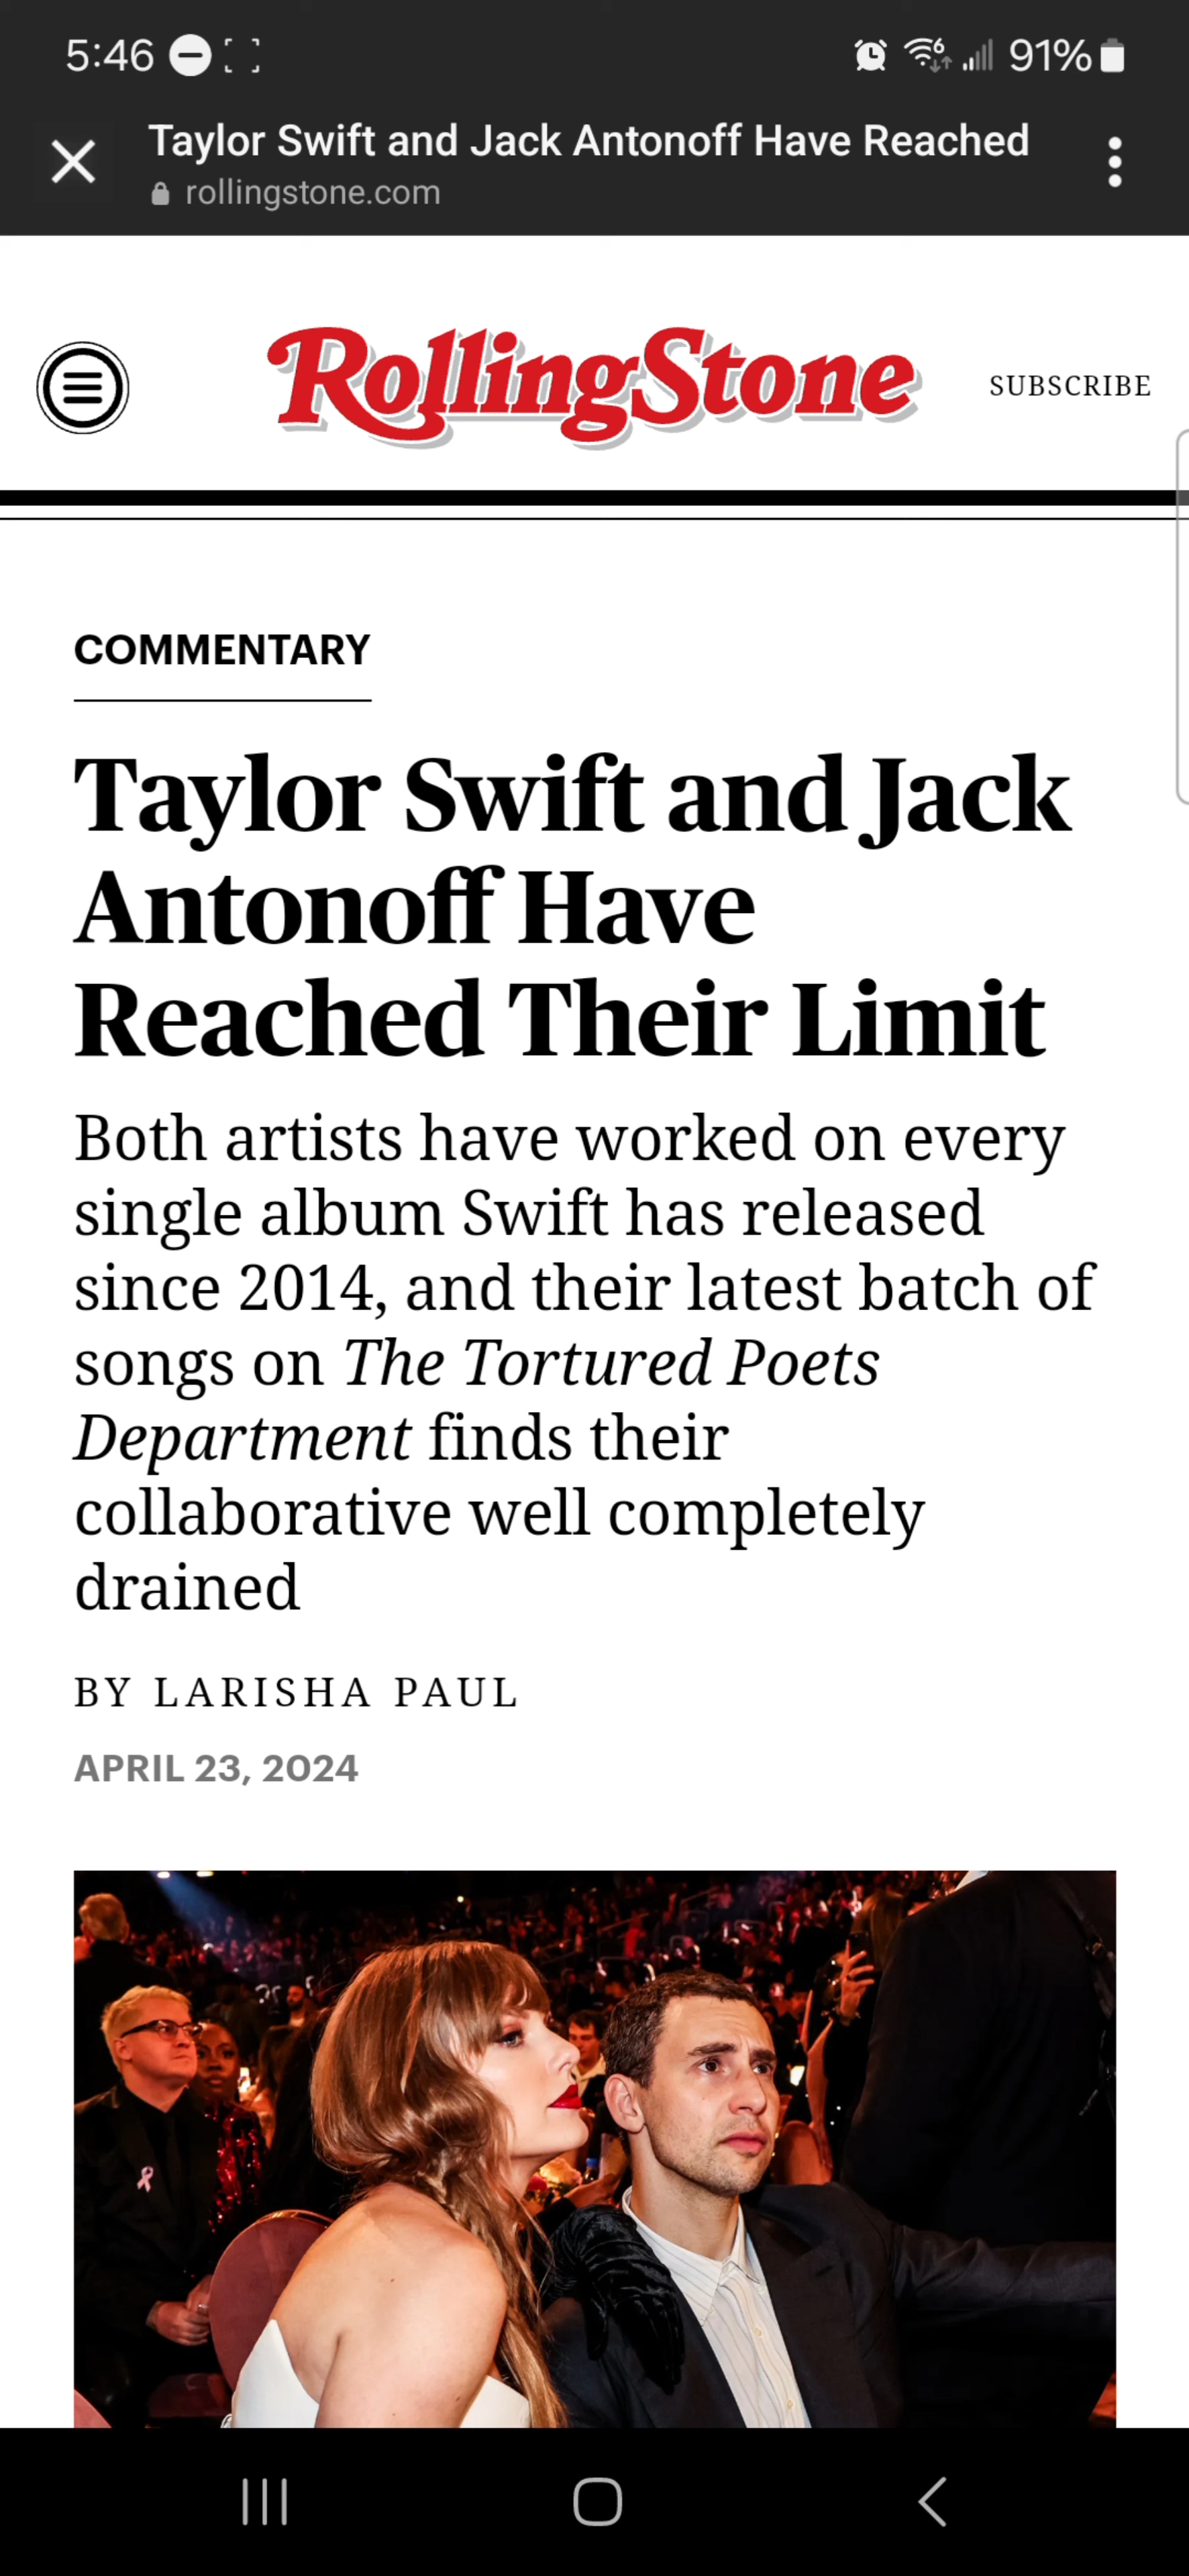 5:46
6
91%
Taylor Swift and Jack Antonoff Have Reached
rollingstone.com
RollingStone
SUBSCRIBE
COMMENTARY
Taylor Swift and Jack
Antonoff Have
Reached Their Limit
Both artists have worked on every
single album Swift has released
since 2014, and their latest batch of
songs on The Tortured Poets
Department finds their
collaborative well completely
drained
BY LARISHA PAUL
APRIL 23, 2024